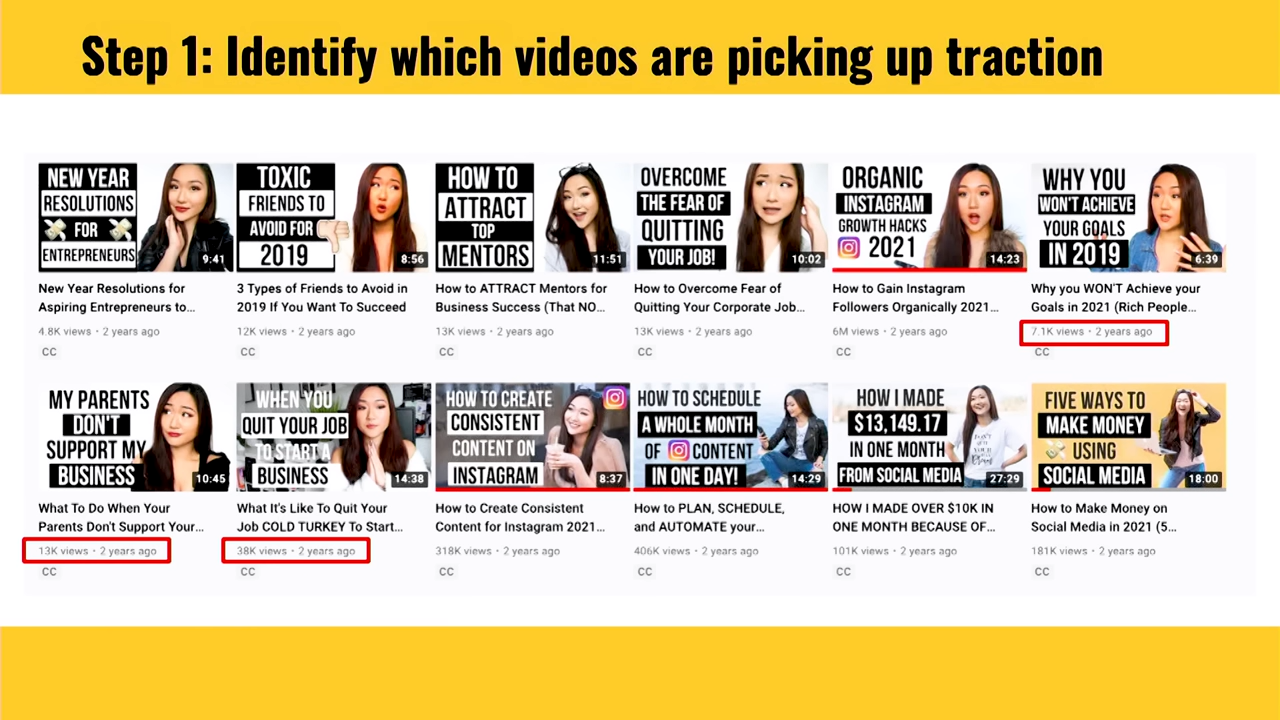 Step 1: Identify which videos are picking up traction
NEW YEAR
RESOLUTIONS
FOR
ENTREPRENEURS
9:41
New Year Resolutions for
Aspiring Entrepreneurs to...
4.8K views • 2 years ago
CC
TOXIC
FRIENDS TO
AVOID FOR
2019
8:56
3 Types of Friends to Avoid in
2019 If You Want To Succeed
12K views • 2 years ago
CC
HOW TO
ATTRACT
TOP
MENTORS
11:51
How to ATTRACT Mentors for
Business Success (That NO...
13K views • 2 years ago
CC
OVERCOME
THE FEAR OF
QUITTING
YOUR JOB!
10:02
How to Overcome Fear of
Quitting Your Corporate Job...
13K views • 2 years ago
CC
ORGANIC
INSTAGRAM
GROWTH HACKS
2021
14:23
How to Gain Instagram
Followers Organically 2021...
6M views • 2 years ago
CC
WHY YOU
WON'T ACHIEVE
YOUR GOALS
IN 2019
6:39
Why you WON'T Achieve your
Goals in 2021 (Rich People...
7.1K views • 2 years ago
CC
MY PARENTS
DON'T
SUPPORT MY
BUSINESS
10:45
What To Do When Your
Parents Don't Support Your...
13K views • 2 years ago
CC
WHEN YOU
QUIT YOUR JOB
TO START A
BUSINESS
14:38
What It's Like To Quit Your
Job COLD TURKEY To Start...
38K views • 2 years ago
CC
HOW TO CREATE
CONSISTENT
CONTENT ON
INSTAGRAM
8:37
How to Create Consistent
Content for Instagram 2021...
318K views • 2 years ago
CC
HOW TO SCHEDULE
A WHOLE MONTH
OF CONTENT
IN ONE DAY!
14:29
How to PLAN, SCHEDULE,
and AUTOMATE your...
406K views • 2 years ago
CC
HOW I MADE
$13,149.17
IN ONE MONTH
FROM SOCIAL MEDIA
27:29
HOW I MADE OVER $10K IN
ONE MONTH BECAUSE OF...
101K views • 2 years ago
CC
FIVE WAYS TO
MAKE MONEY
USING
SOCIAL MEDIA
18:00
How to Make Money on
Social Media in 2021 (5...
181K views • 2 years ago
CC